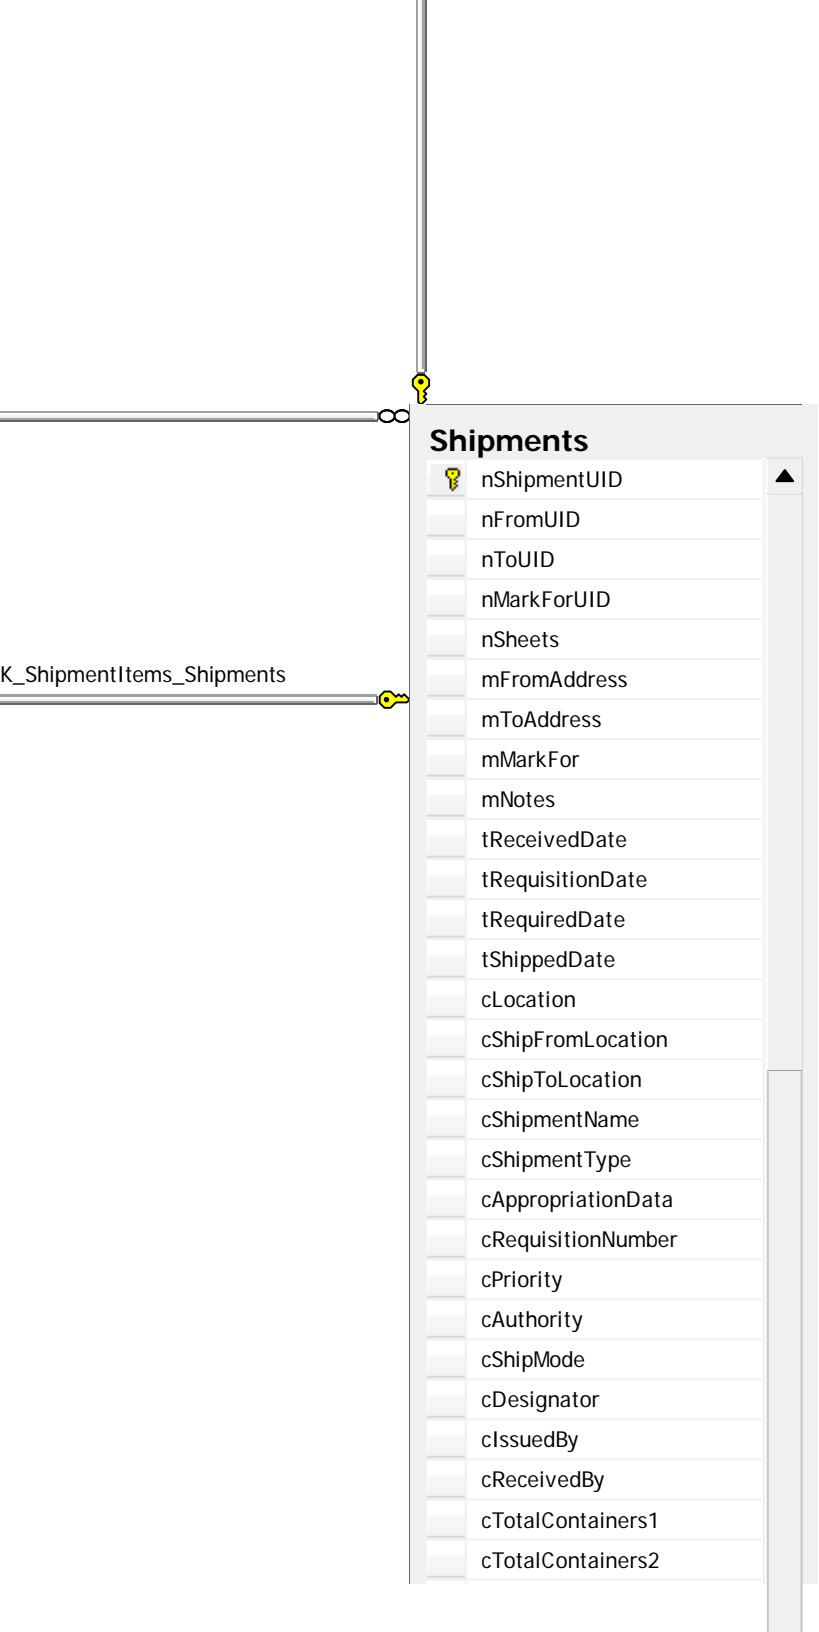 Shipments
nShipmentUID
nFromUID
nToUID
nMarkForUID
nSheets
K_ShipmentItems_Shipments
mFromAddress
mToAddress
mMarkFor
mNotes
tReceivedDate
tRequisitionDate
tRequiredDate
tShippedDate
cLocation
cShipFromLocation
cShipToLocation
cShipmentName
cShipmentType
cAppropriationData
cRequisitionNumber
cPriority
cAuthority
cShipMode
cDesignator
cIssuedBy
cReceivedBy
cTotalContainers1
cTotalContainers2